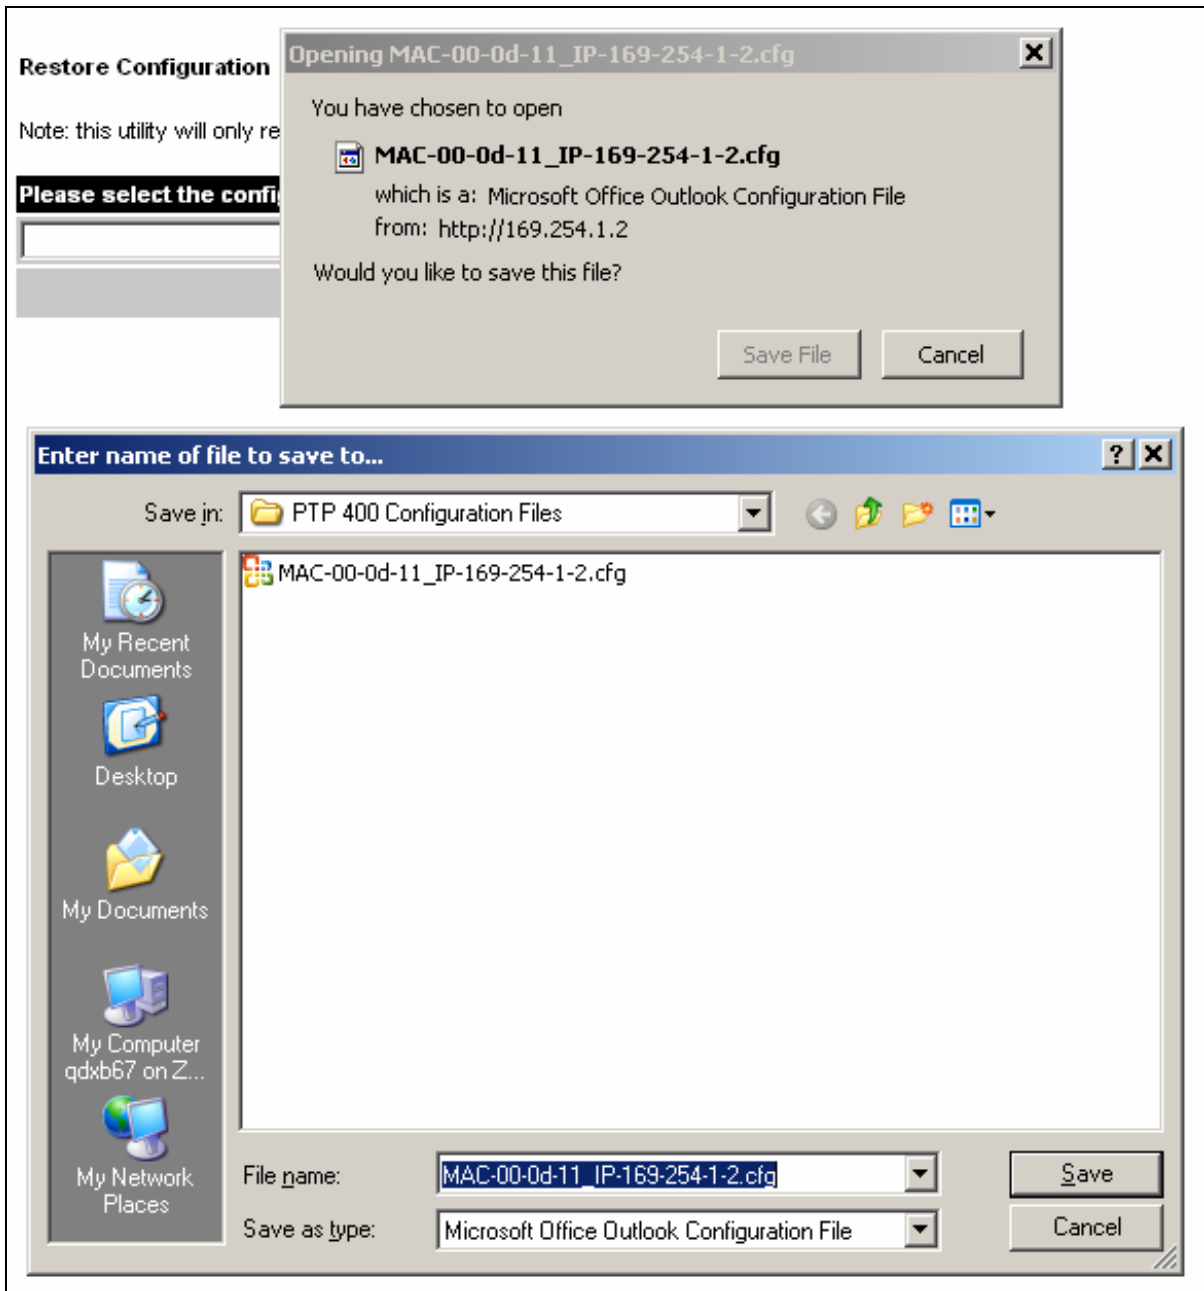 Restore Configuration
Opening MAC-00-0d-11_IP-169-254-1-2.cfg
Note: this utility will only re
You have chosen to open
MAC-00-0d-11_IP-169-254-1-2.cfg
Please select the confi
which is a: Microsoft Office Outlook Configuration File
from: http://169.254.1.2
Would you like to save this file?
Save File
Cancel
Enter name of file to save to...
Save in:
PTP 400 Configuration Files
MAC-00-0d-11_IP-169-254-1-2.cfg
My Recent
Documents
Desktop
My Documents
My Computer
qdxb67 on Z...
My Network
Places
File name:
MAC-00-0d-11_IP-169-254-1-2.cfg
Save
Save as type:
Microsoft Office Outlook Configuration File
Cancel